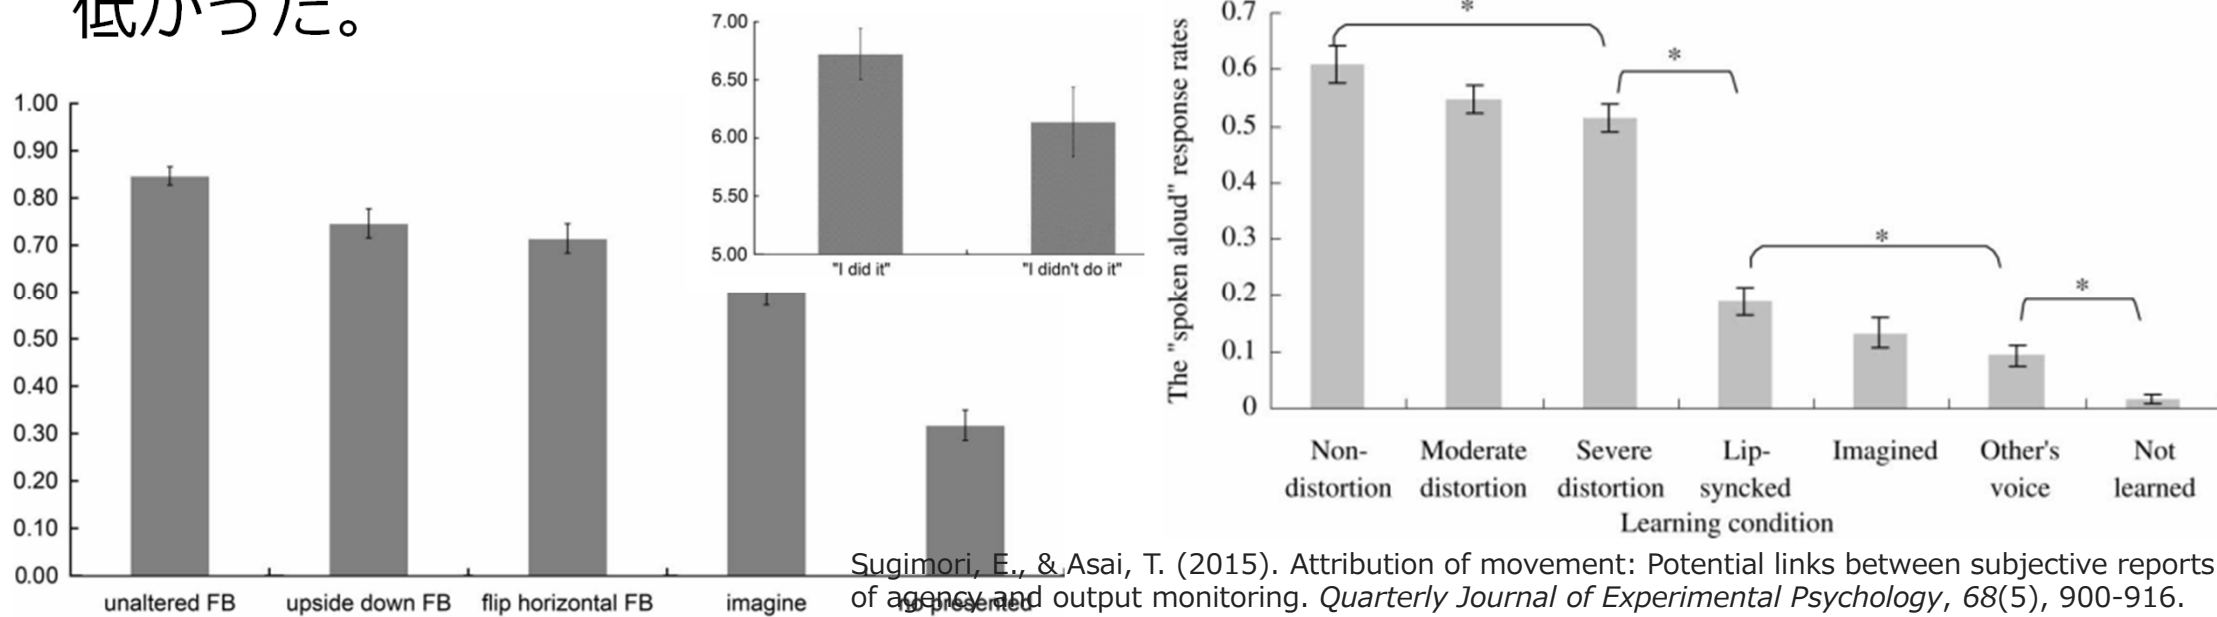 低かった。
1.00
0.90
0.80
0.70
0.60
0.50
0.40
0.30
0.20
0.10
0.00
unaltered FB
upside down FB
flip horizontal FB
imagine
no presented
7.00
6.50
6.00
5.50
5.00
"I did it"
"I didn't do it"
The "spoken aloud" response rates
0.7
0.6
0.5
0.4
0.3
0.2
0.1
0
*
*
*
*
Non-
distortion
Moderate
distortion
Severe
distortion
Lip-
syncked
Imagined
Other's
voice
Not
learned
Learning condition
Sugimori, E., & Asai, T. (2015). Attribution of movement: Potential links between subjective reports
of agency and output monitoring. Quarterly Journal of Experimental Psychology, 68(5), 900-916.